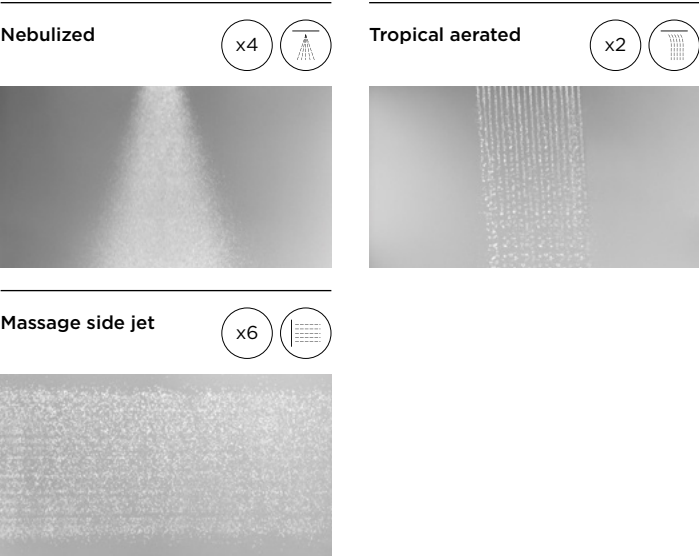 Nebulized
x4
Tropical aerated
x2
Massage side jet
x6